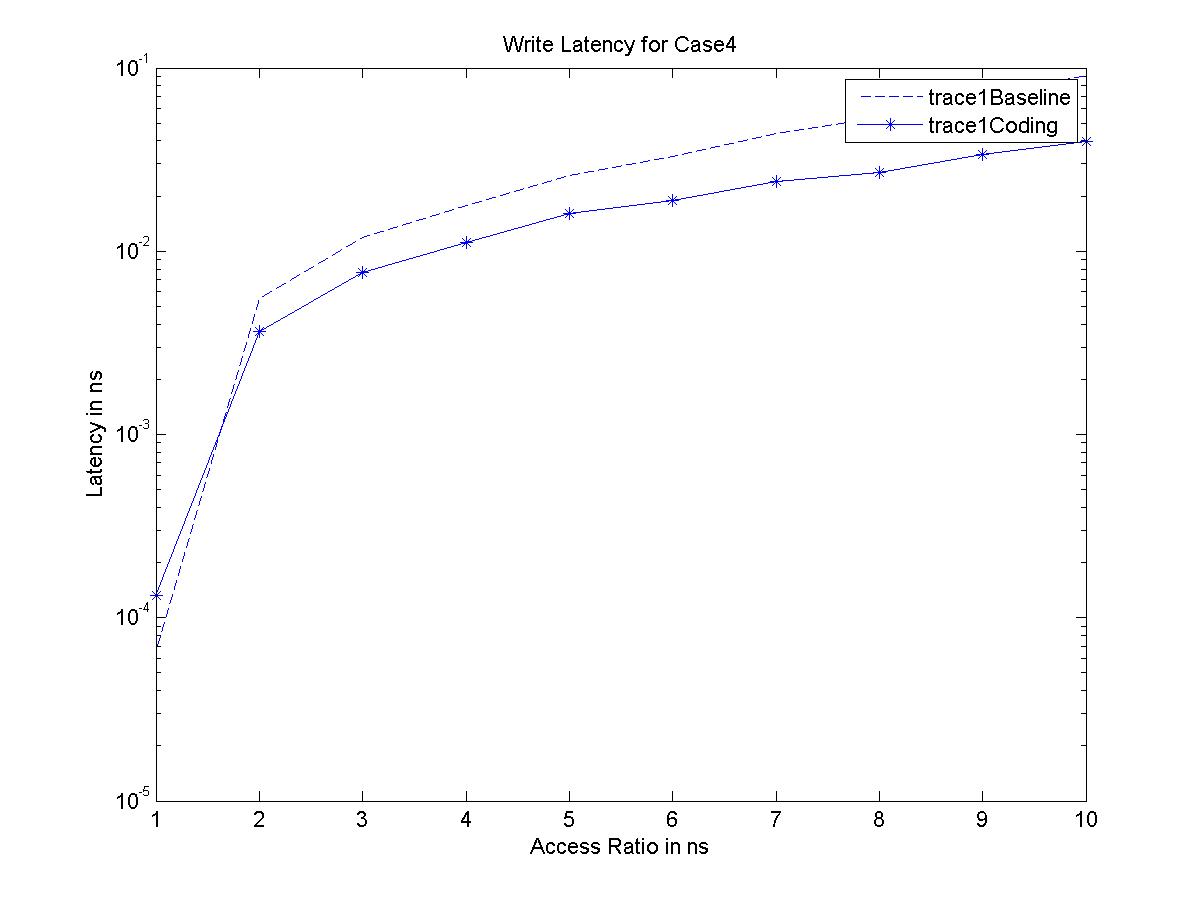 Write Latency for Case4
10^-1
10^-2
10^-3
10^-4
10^-5
Latency in ns
trace1Baseline
trace1Coding
1 2 3 4 5 6 7 8 9 10
Access Ratio in ns